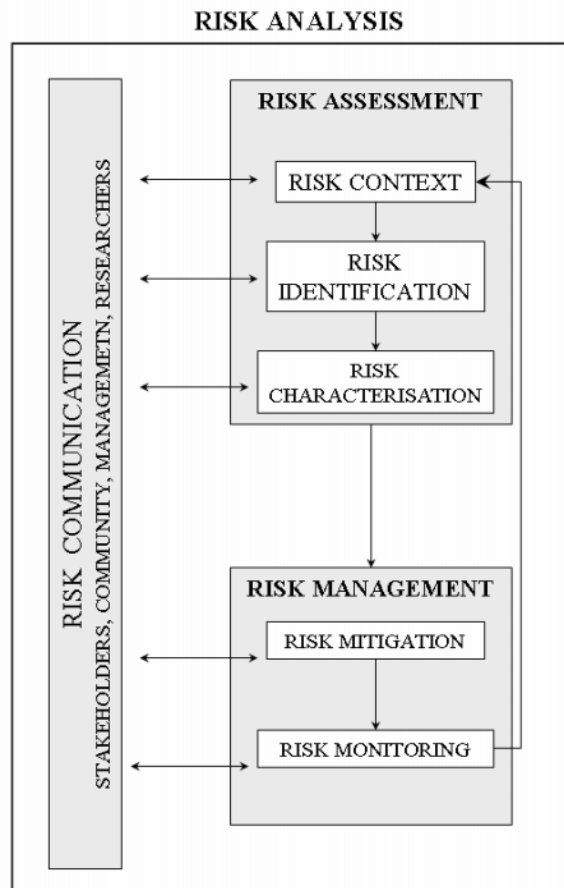 RISK ANALYSIS
RISK COMMUNICATION
STAKEHOLDERS, COMMUNITY, MANAGEMETN, RESEARCHERS
RISK ASSESSMENT
RISK CONTEXT
RISK
IDENTIFICATION
RISK
CHARACTERISATION
RISK MANAGEMENT
RISK MITIGATION
RISK MONITORING